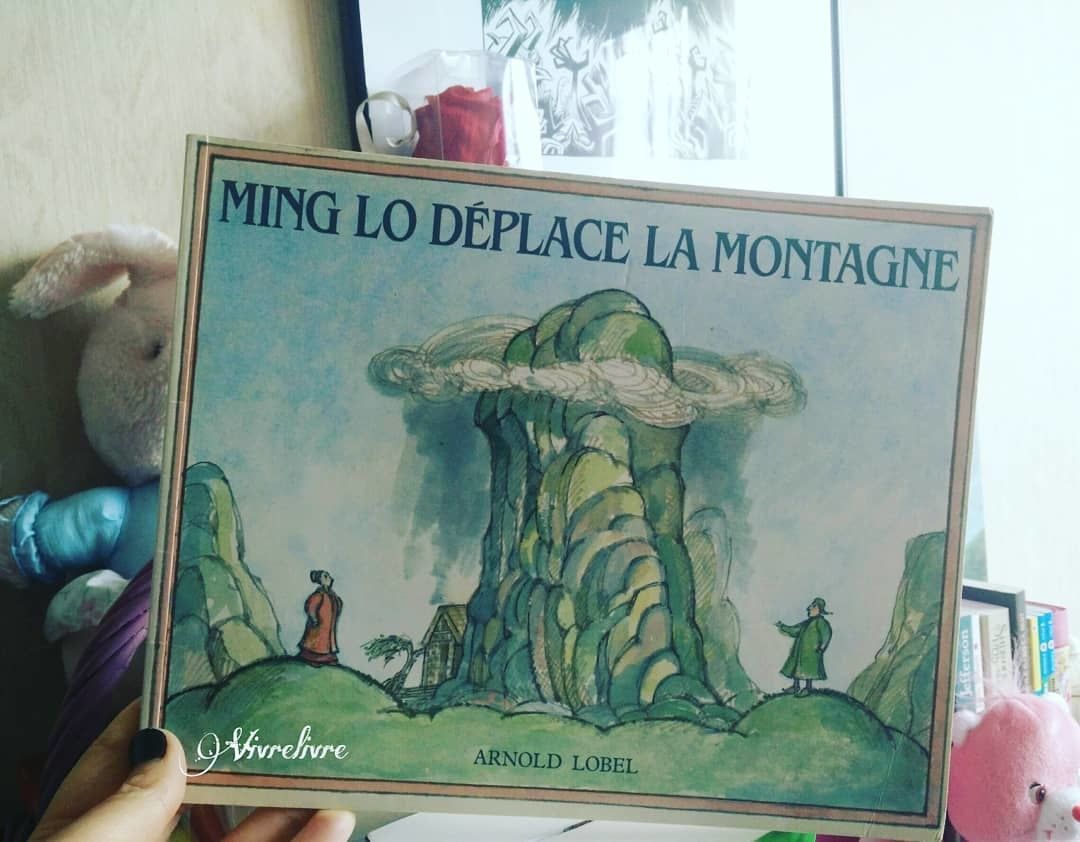 MING LO DÉPLACE LA MONTAGNE
Vivrelivre
ARNOLD LOBEL
Jefferson